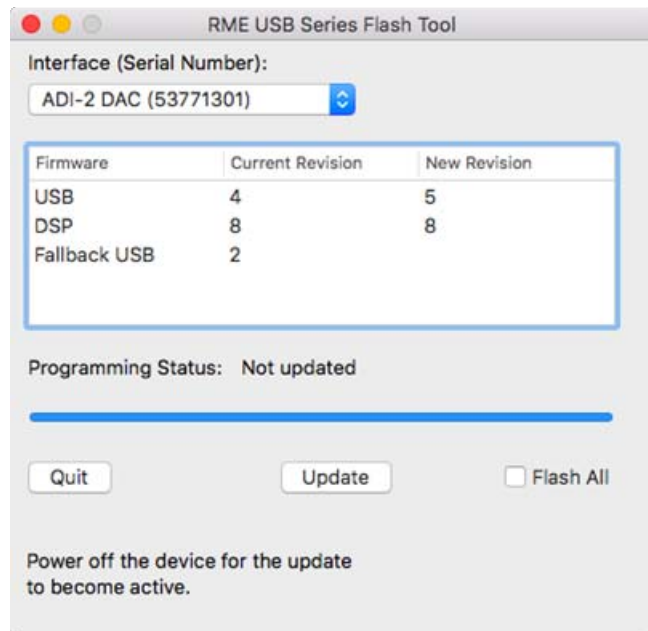 RME USB Series Flash Tool
Interface (Serial Number):
ADI-2 DAC (53771301)
Firmware Current Revision New Revision
USB 4 5
DSP 8 8
Fallback USB 2
Programming Status: Not updated
Quit Update Flash All
Power off the device for the update
to become active.